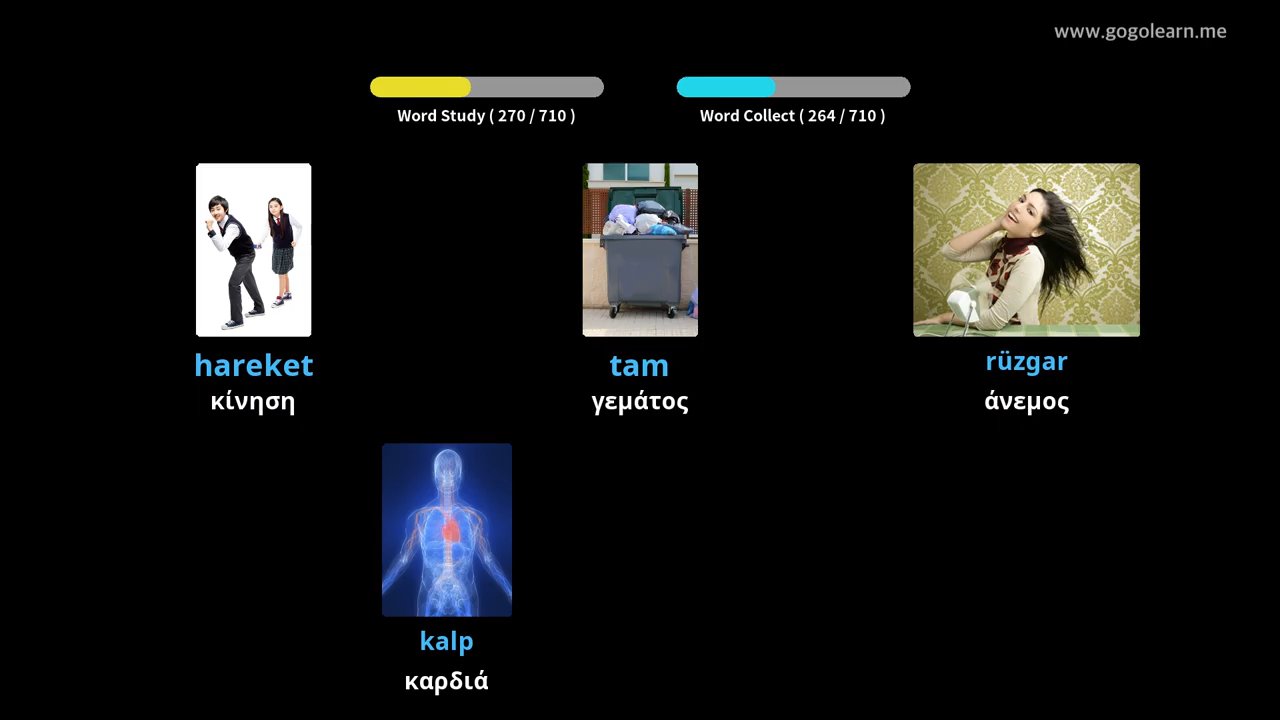 www.gogolearn.me
Word Study ( 270 / 710 )
Word Collect ( 264 / 710 )
hareket
κίνηση
tam
γεμάτος
rüzgar
άνεμος
kalp
καρδιά